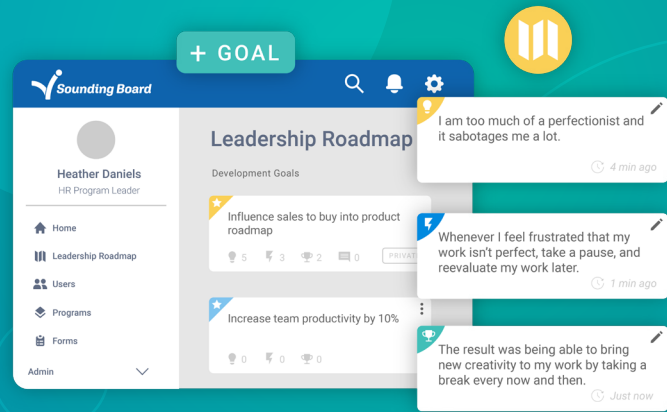 + GOAL
Sounding Board
Heather Daniels
HR Program Leader
Home
Leadership Roadmap
Users
Programs
Forms
Admin
Leadership Roadmap
Development Goals
Influence sales to buy into product
roadmap
5 3 2 0
Increase team productivity by 10%
0 0 0
I am too much of a perfectionist and
it sabotages me a lot.
4 min ago
Whenever I feel frustrated that my
work isn't perfect, take a pause, and
reevaluate my work later.
1 min ago
The result was being able to bring
new creativity to my work by taking a
break every now and then.
Just now